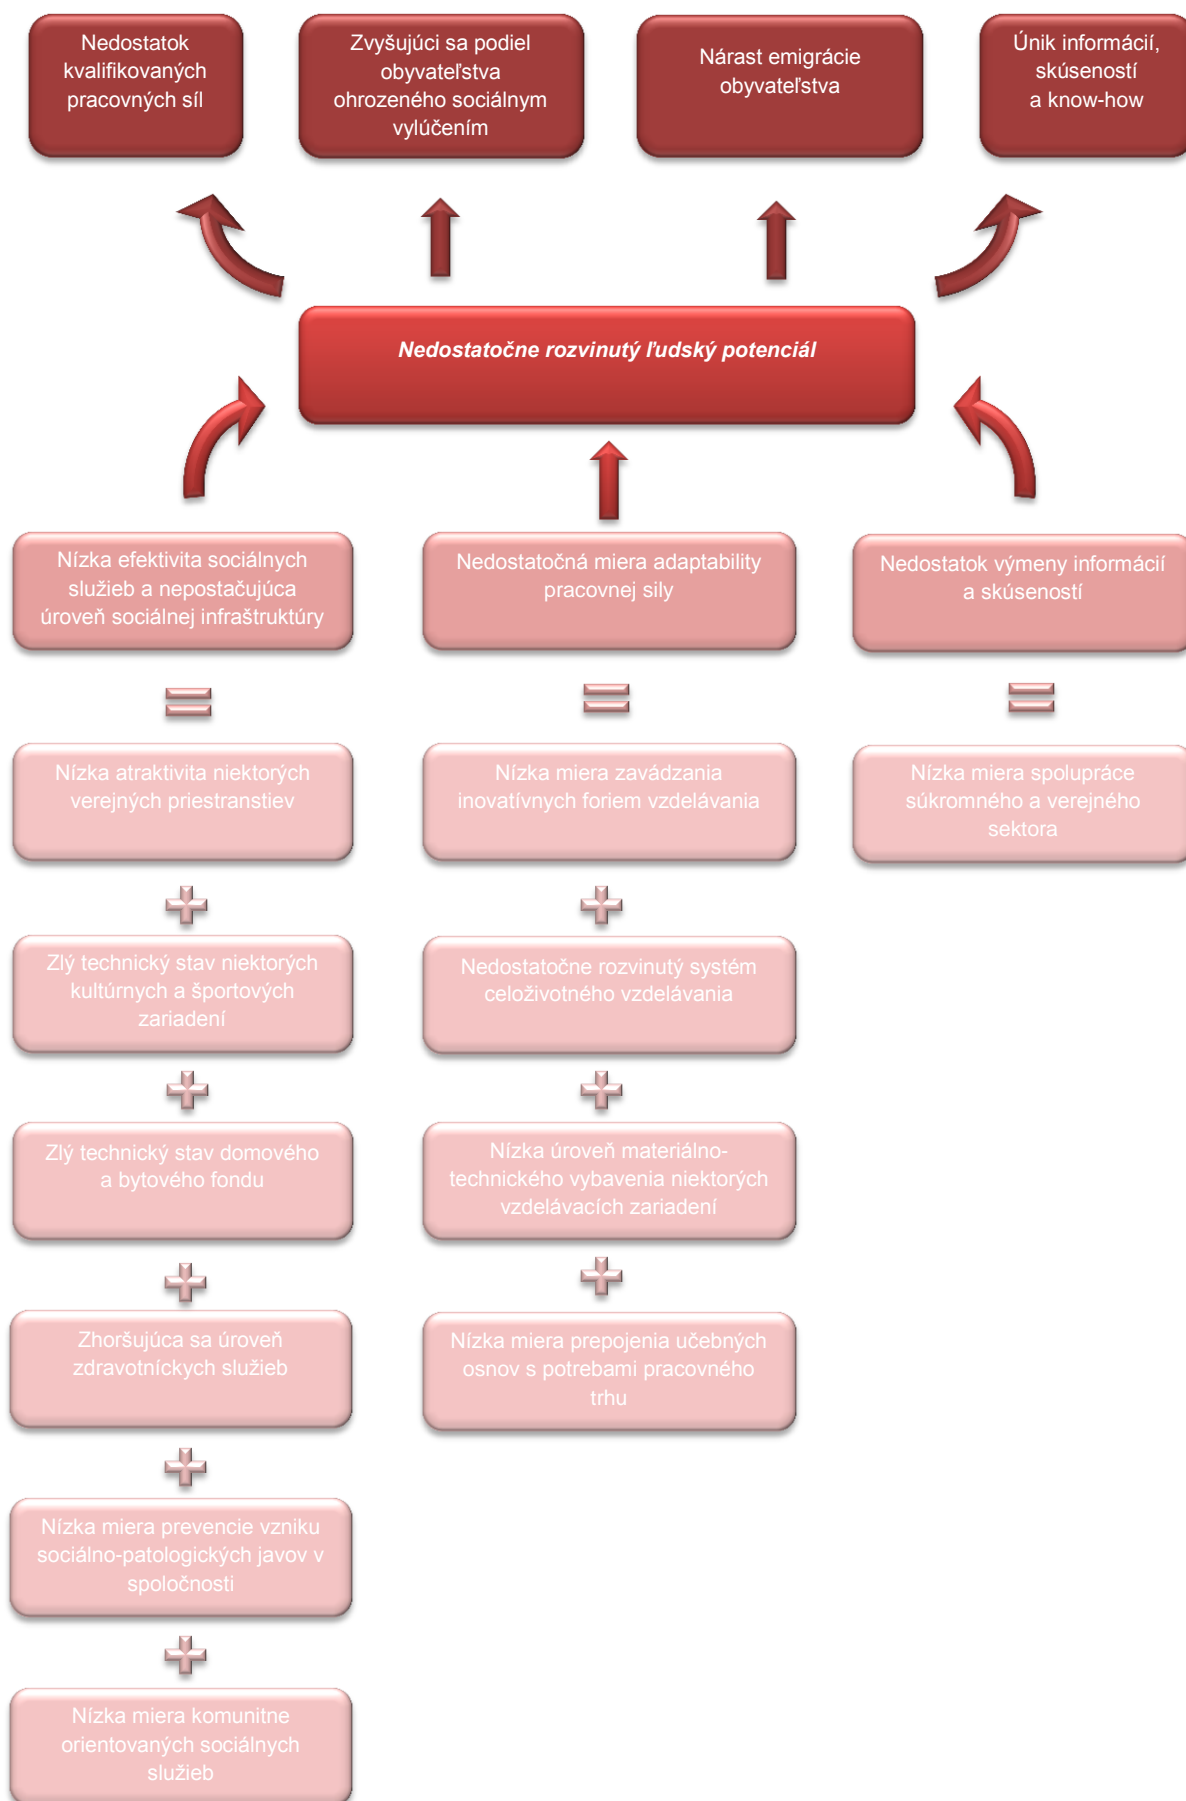 Nedostatok
kvalifikovaných
pracovných síl
Zvyšujúci sa podiel
obyvateľstva
ohrozeného sociálnym
vylúčením
Nárast emigrácie
obyvateľstva
Únik informácií,
skúseností
a know-how
Nedostatočne rozvinutý ľudský potenciál
Nízka efektivita sociálnych
služieb a nepostačujúca
úroveň sociálnej infraštruktúry
Nedostatočná miera adaptability
pracovnej sily
Nedostatok výmeny informácií
a skúseností
Nízka atraktivita niektorých
verejných priestranstiev
Nízka miera zavádzania
inovatívnych foriem vzdelávania
Nízka miera spolupráce
súkromného a verejného
sektora
Zlý technický stav niektorých
kultúrnych a športových
zariadení
Nedostatočne rozvinutý systém
celoživotného vzdelávania
Zlý technický stav domového
a bytového fondu
Nízka úroveň materiálno-
technického vybavenia niektorých
vzdelávacích zariadení
Zhoršujúca sa úroveň
zdravotníckych služieb
Nízka miera prepojenia učebných
osnov s potrebami pracovného
trhu
Nízka miera prevencie vzniku
sociálno-patologických javov v
spoločnosti
Nízka miera komunitne
orientovaných sociálnych
služieb